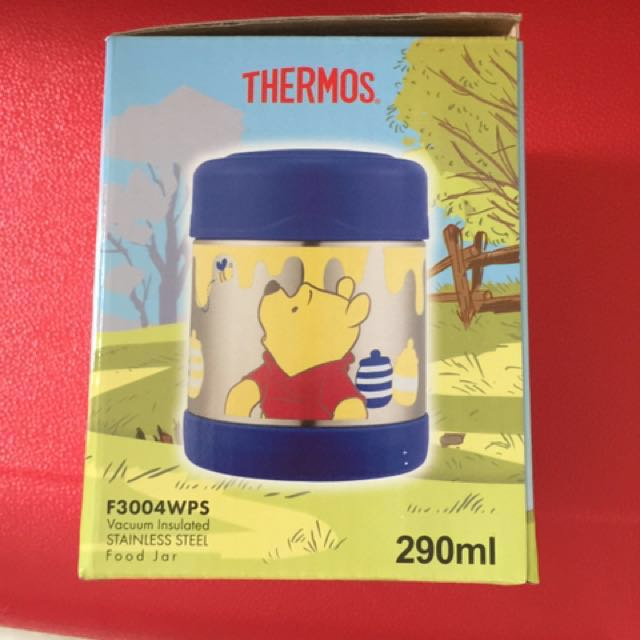 THERMOS
F3004WPS
Vacuum Insulated
STAINLESS STEEL
Food Jar
290ml